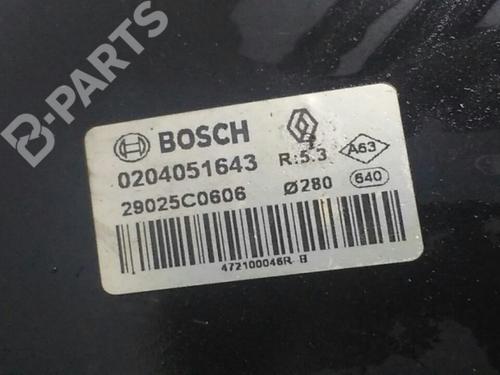 B-PARTS
BOSCH
0204051643 R:5.3 A63
29025C0606 Ø280 640
472100046R B